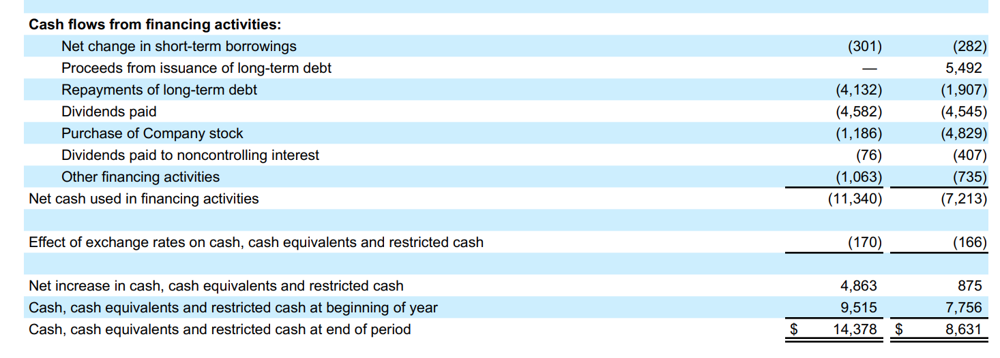 Cash flows from financing activities:
Net change in short-term borrowings (301) (282)
Proceeds from issuance of long-term debt — 5,492
Repayments of long-term debt (4,132) (1,907)
Dividends paid (4,582) (4,545)
Purchase of Company stock (1,186) (4,829)
Dividends paid to noncontrolling interest (76) (407)
Other financing activities (1,063) (735)
Net cash used in financing activities (11,340) (7,213)
Effect of exchange rates on cash, cash equivalents and restricted cash (170) (166)
Net increase in cash, cash equivalents and restricted cash 4,863 875
Cash, cash equivalents and restricted cash at beginning of year 9,515 7,756
Cash, cash equivalents and restricted cash at end of period $ 14,378 $ 8,631